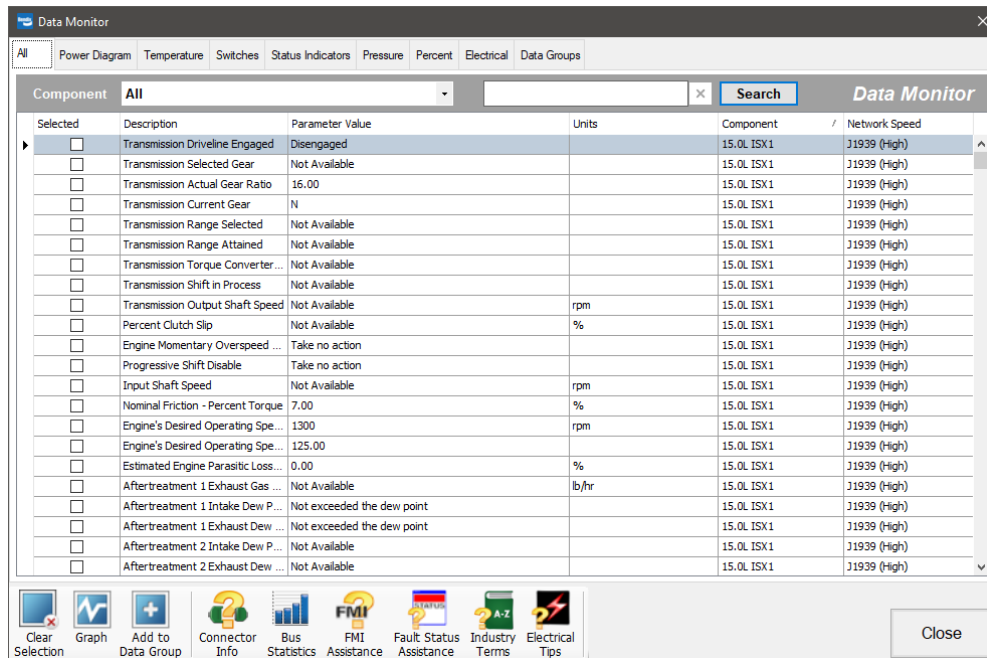 Data Monitor
All Power Diagram Temperature Switches Status Indicators Pressure Percent Electrical Data Groups
Component All Search Data Monitor
Selected Description Parameter Value Units Component / Network Speed
Transmission Driveline Engaged Disengaged 15.0L ISX1 J1939 (High)
Transmission Selected Gear Not Available 15.0L ISX1 J1939 (High)
Transmission Actual Gear Ratio 16.00 15.0L ISX1 J1939 (High)
Transmission Current Gear N 15.0L ISX1 J1939 (High)
Transmission Range Selected Not Available 15.0L ISX1 J1939 (High)
Transmission Range Attained Not Available 15.0L ISX1 J1939 (High)
Transmission Torque Converter... Not Available 15.0L ISX1 J1939 (High)
Transmission Shift in Process Not Available 15.0L ISX1 J1939 (High)
Transmission Output Shaft Speed Not Available rpm 15.0L ISX1 J1939 (High)
Percent Clutch Slip Not Available % 15.0L ISX1 J1939 (High)
Engine Momentary Overspeed ... Take no action 15.0L ISX1 J1939 (High)
Progressive Shift Disable Take no action 15.0L ISX1 J1939 (High)
Input Shaft Speed Not Available rpm 15.0L ISX1 J1939 (High)
Nominal Friction - Percent Torque 7.00 % 15.0L ISX1 J1939 (High)
Engine's Desired Operating Spe... 1300 rpm 15.0L ISX1 J1939 (High)
Engine's Desired Operating Spe... 125.00 15.0L ISX1 J1939 (High)
Estimated Engine Parasitic Loss... 0.00 % 15.0L ISX1 J1939 (High)
Aftertreatment 1 Exhaust Gas ... Not Available lb/hr 15.0L ISX1 J1939 (High)
Aftertreatment 1 Intake Dew P... Not exceeded the dew point 15.0L ISX1 J1939 (High)
Aftertreatment 1 Exhaust Dew ... Not exceeded the dew point 15.0L ISX1 J1939 (High)
Aftertreatment 2 Intake Dew P... Not Available 15.0L ISX1 J1939 (High)
Aftertreatment 2 Exhaust Dew ... Not Available 15.0L ISX1 J1939 (High)
FMI STATUS A-Z
Clear Graph Add to Connector Bus FMI Fault Status Industry Electrical Close
Selection Data Group Info Statistics Assistance Assistance Terms Tips